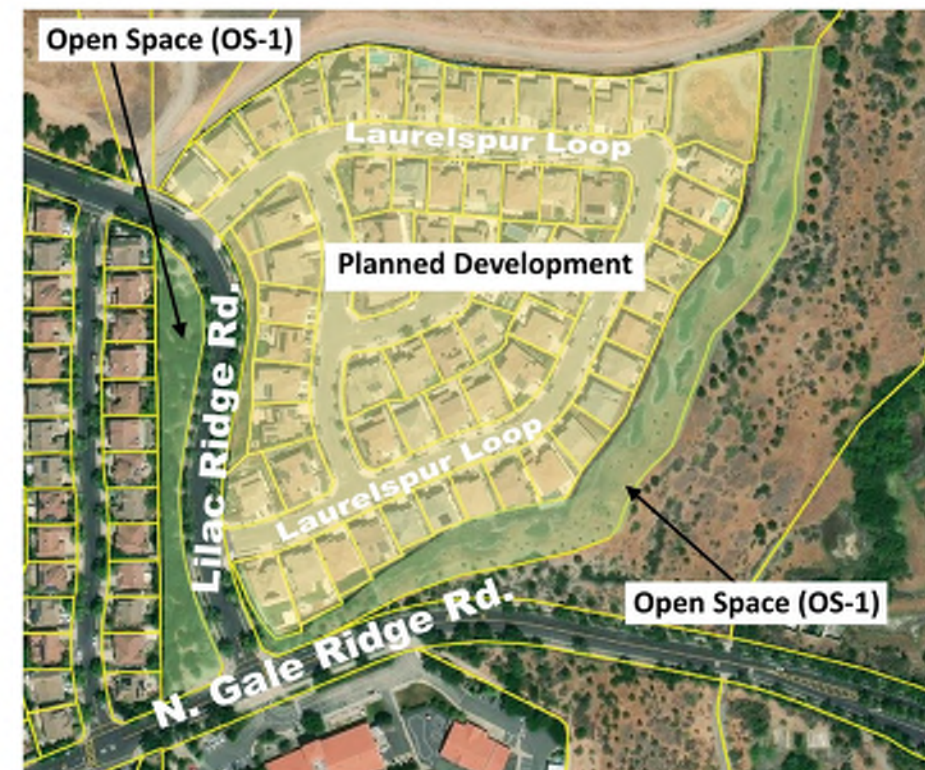 Open Space (OS-1)
Laurelspur Loop
Planned Development
Lilac Ridge Rd.
Laurelspur Loop
Open Space (OS-1)
N. Gale Ridge Rd.